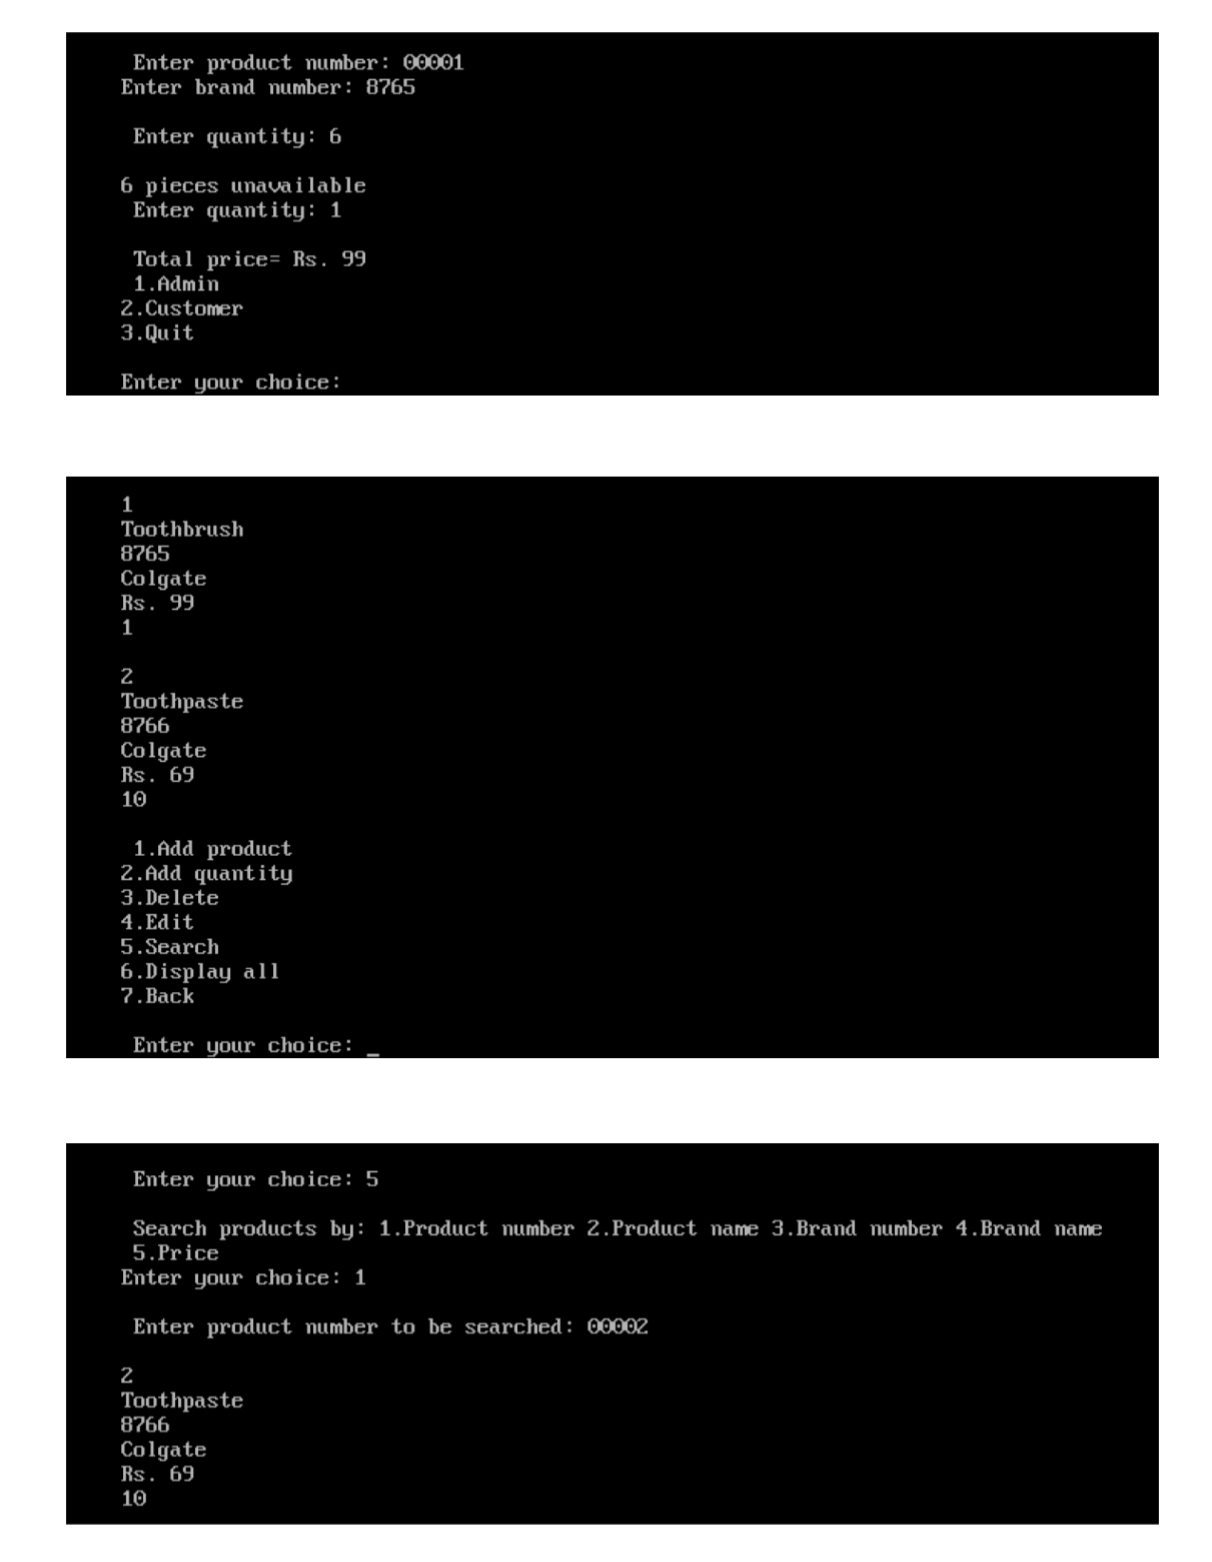 Enter product number: 00001
Enter brand number: 8765
Enter quantity: 6
6 pieces unavailable
Enter quantity: 1
Total price= Rs. 99
1.Admin
2.Customer
3.Quit
Enter your choice:
1
Toothbrush
8765
Colgate
Rs. 99
1
2
Toothpaste
8766
Colgate
Rs. 69
10
1.Add product
2.Add quantity
3.Delete
4.Edit
5.Search
6.Display all
7.Back
Enter your choice: _
Enter your choice: 5
Search products by: 1.Product number 2.Product name 3.Brand number 4.Brand name
5.Price
Enter your choice: 1
Enter product number to be searched: 00002
2
Toothpaste
8766
Colgate
Rs. 69
10